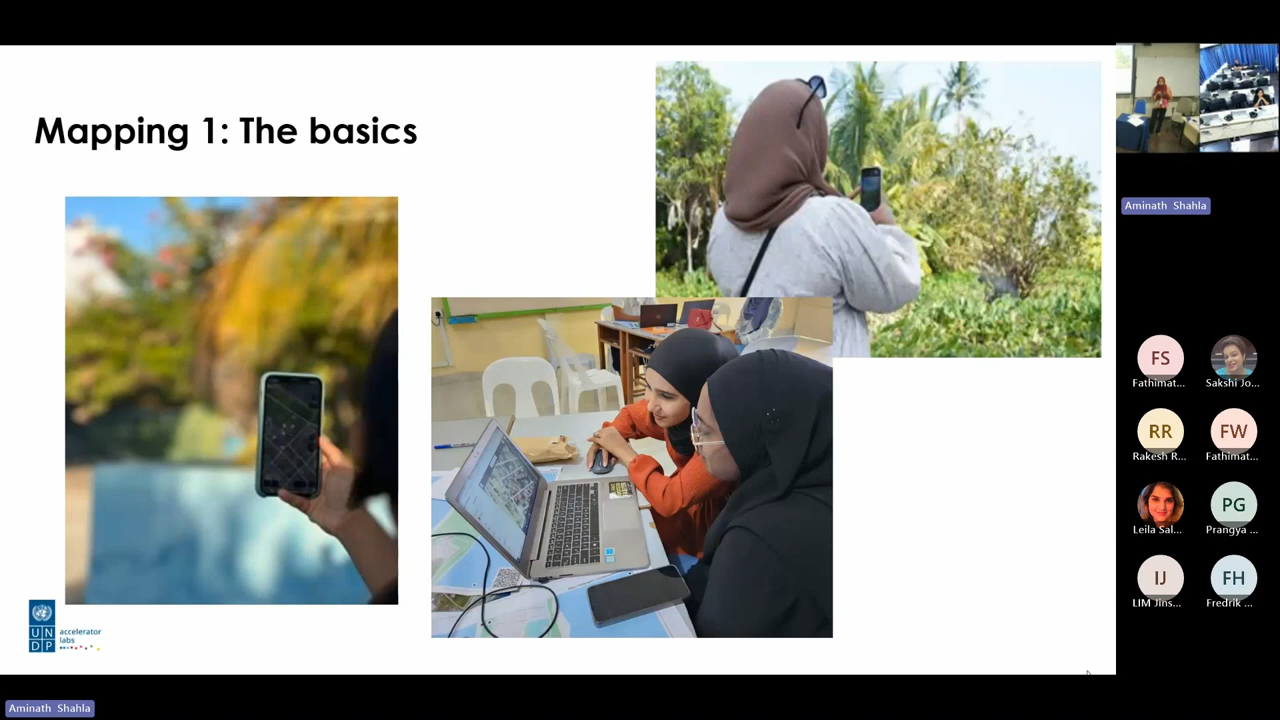 Mapping 1: The basics
UN
DP
accelerator
labs
Aminath Shahla
FS
Fathimat...
Sakshi Jo...
RR
Rakesh R...
FW
Fathimat...
Leila Sal...
PG
Prangya ...
IJ
LIM Jins...
FH
Fredrik ...
Aminath Shahla